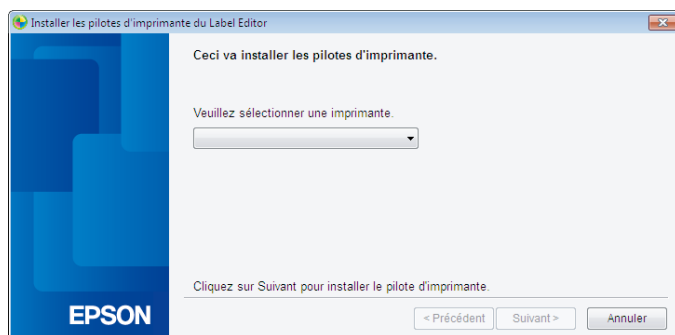 Installer les pilotes d'imprimante du Label Editor
Ceci va installer les pilotes d'imprimante.
Veuillez sélectionner une imprimante.
Cliquez sur Suivant pour installer le pilote d'imprimante.
EPSON
< Précédent
Suivant >
Annuler